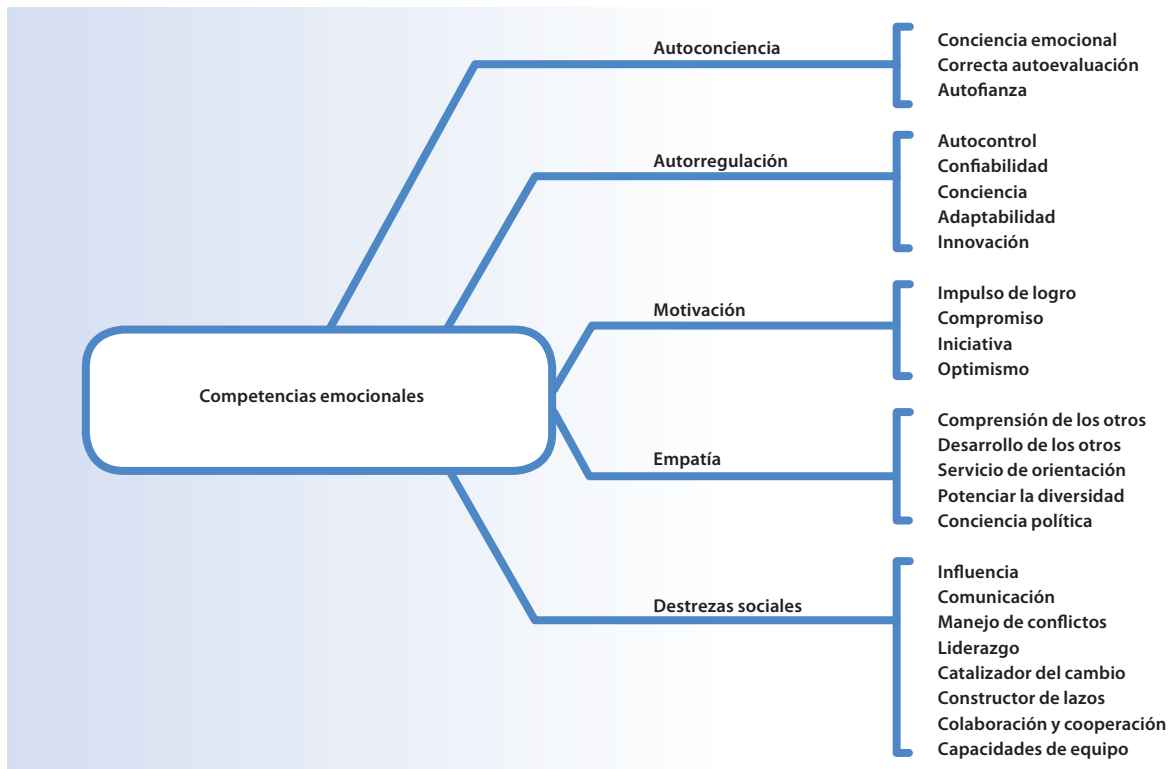 Competencias emocionales
Autoconciencia
Conciencia emocional
Correcta autoevaluación
Autofianza
Autorregulación
Autocontrol
Confiabilidad
Conciencia
Adaptabilidad
Innovación
Motivación
Impulso de logro
Compromiso
Iniciativa
Optimismo
Empatía
Comprensión de los otros
Desarrollo de los otros
Servicio de orientación
Potenciar la diversidad
Conciencia política
Destrezas sociales
Influencia
Comunicación
Manejo de conflictos
Liderazgo
Catalizador del cambio
Constructor de lazos
Colaboración y cooperación
Capacidades de equipo